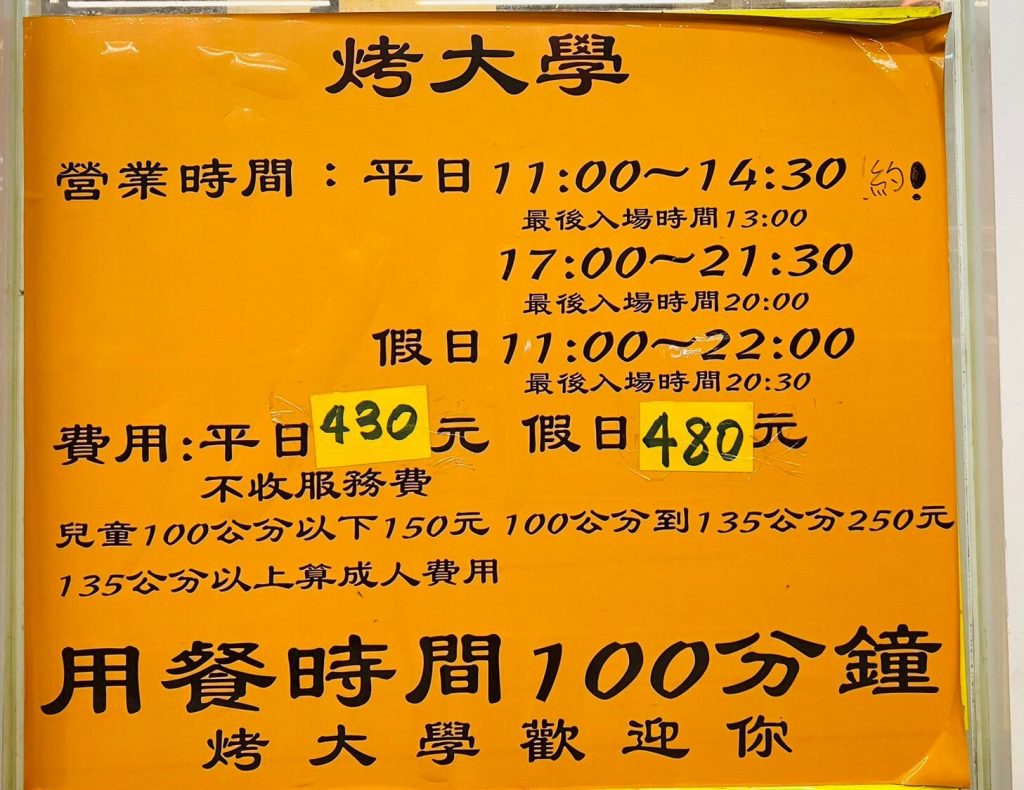 烤大學
營業時間：平日11:00～14:30 約！
最後入場時間13:00
17:00～21:30
最後入場時間20:00
假日11:00～22:00
最後入場時間20:30
費用:平日430元 假日480元
不收服務費
兒童100公分以下150元 100公分到135公分250元
135公分以上算成人費用
用餐時間100分鐘
烤大學歡迎你